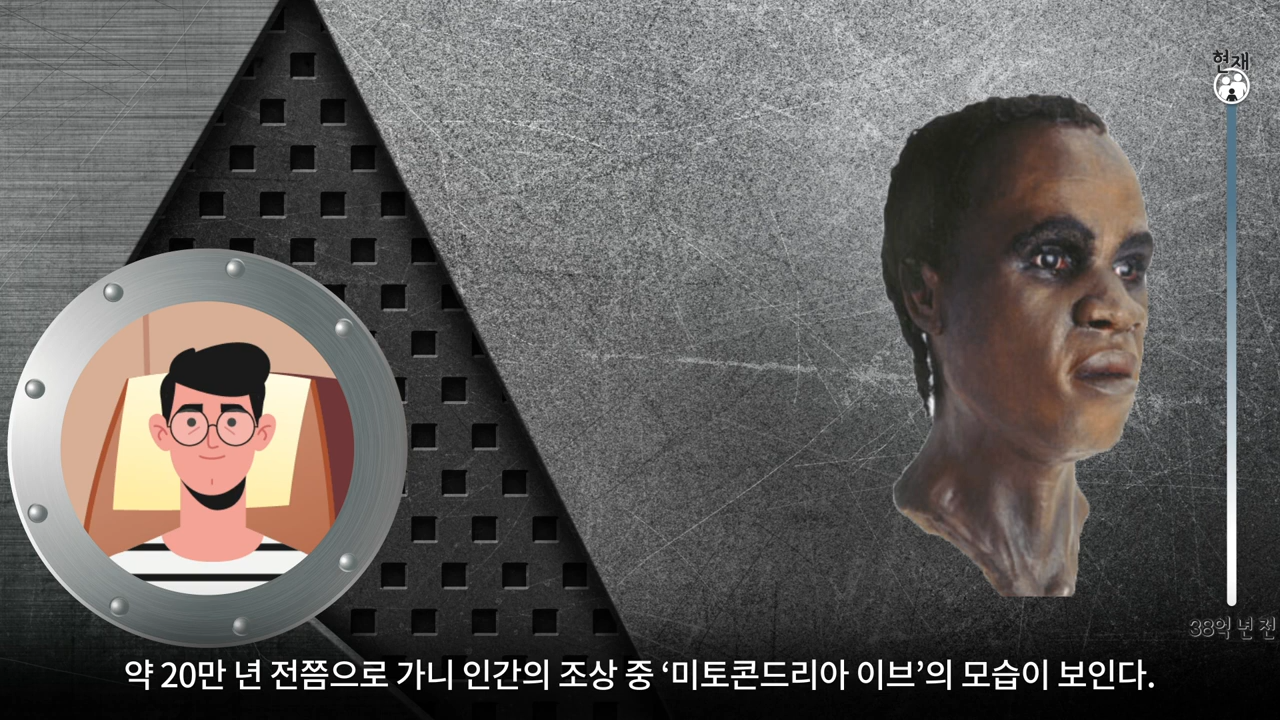 현재
38억 년 전
약 20만 년 전쯤으로 가니 인간의 조상 중 ‘미토콘드리아 이브’의 모습이 보인다.